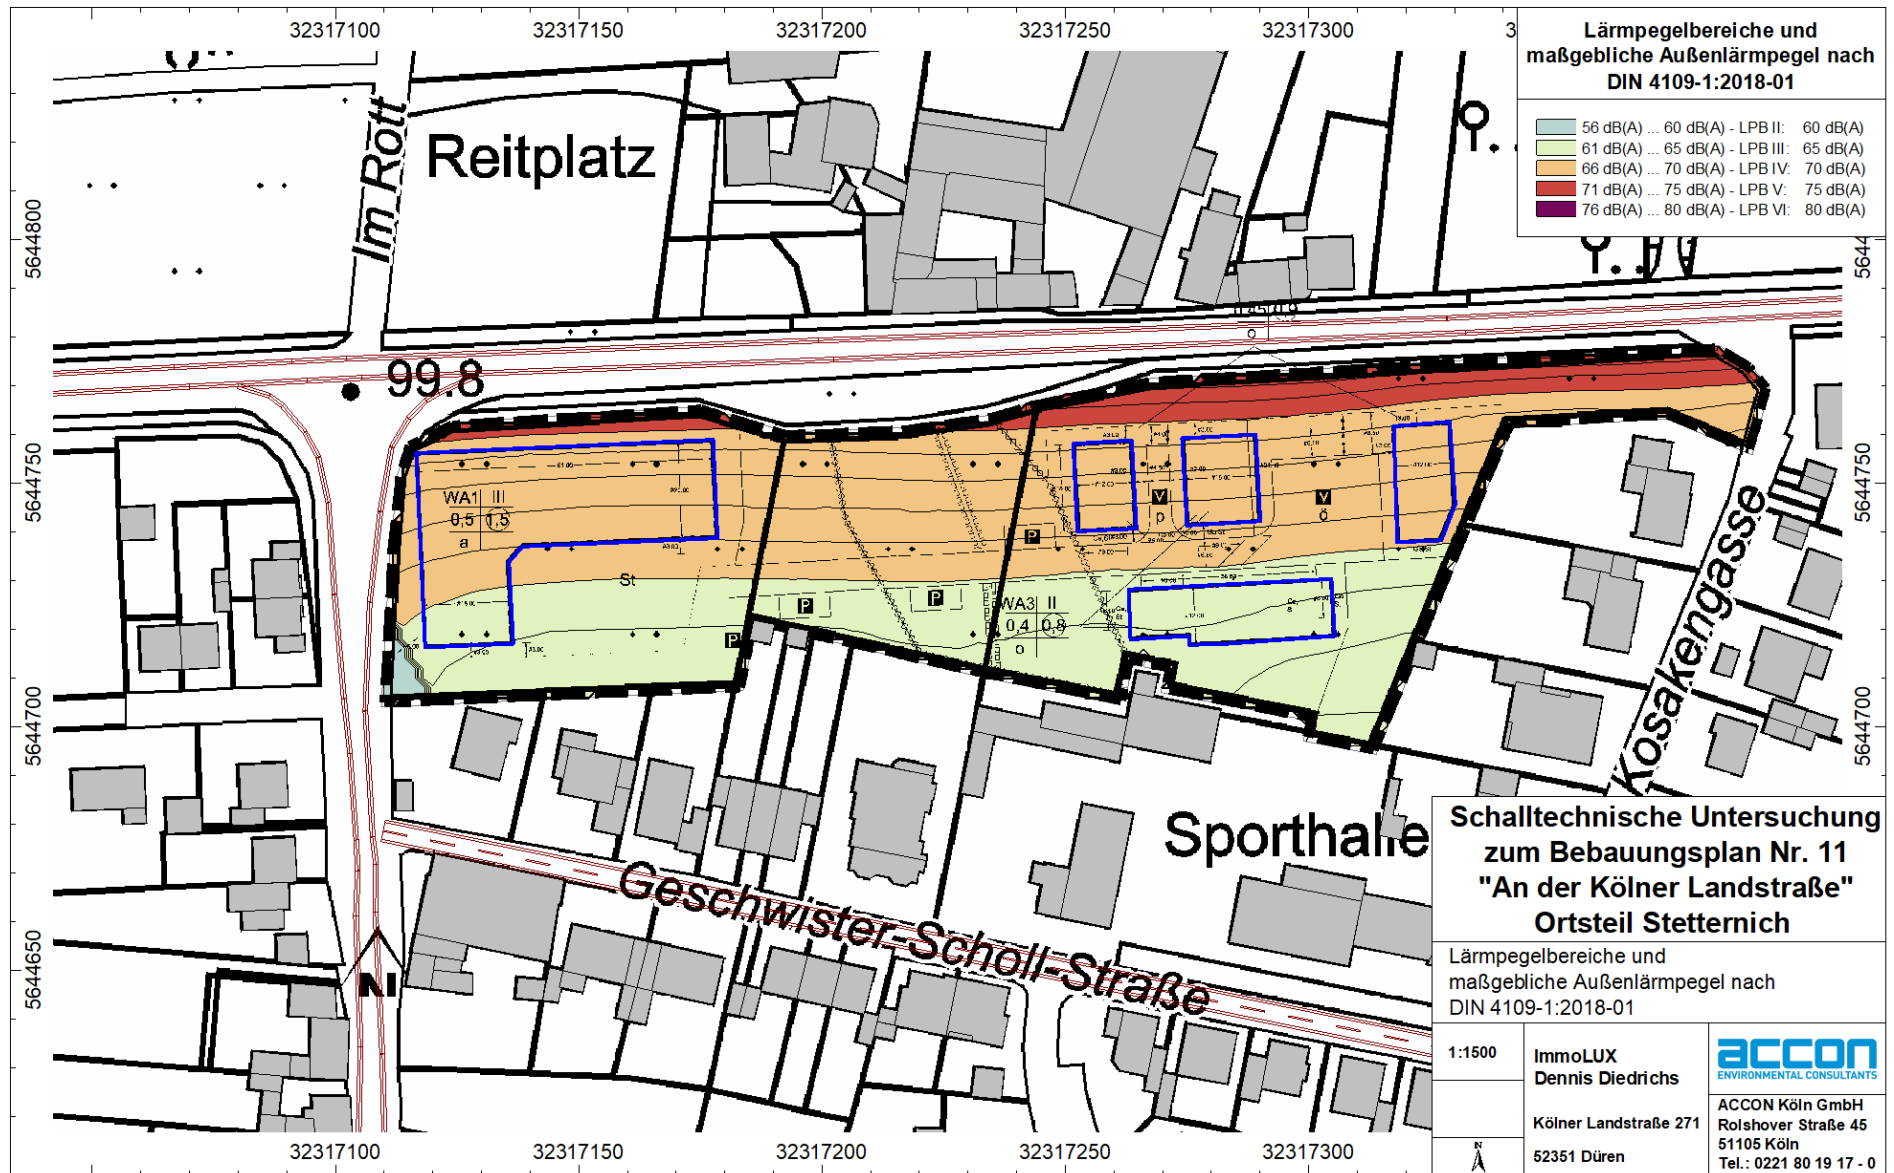 32317100
32317150
32317200
32317250
32317300
Lärmpegelbereiche und
maßgebliche Außenlärmpegel nach
DIN 4109-1:2018-01
56 dB(A) ... 60 dB(A) - LPB II: 60 dB(A)
61 dB(A) ... 65 dB(A) - LPB III: 65 dB(A)
66 dB(A) ... 70 dB(A) - LPB IV: 70 dB(A)
71 dB(A) ... 75 dB(A) - LPB V: 75 dB(A)
76 dB(A) ... 80 dB(A) - LPB VI: 80 dB(A)
Im Rott
Reitplatz
5644800
99.8
5644750
5644750
WA1 III
0,5 1,5
a
St
V
p
V
ö
P
P
P
P
WA3 II
0,4 0,8
o
o
Kosakengasse
5644700
5644700
Sporthalle
Geschwister-Scholl-Straße
5644650
Schalltechnische Untersuchung
zum Bebauungsplan Nr. 11
"An der Kölner Landstraße"
Ortsteil Stetternich
Lärmpegelbereiche und
maßgebliche Außenlärmpegel nach
DIN 4109-1:2018-01
1:1500
N
ImmoLUX
Dennis Diedrichs
Kölner Landstraße 271
52351 Düren
accon
ENVIRONMENTAL CONSULTANTS
ACCON Köln GmbH
Rolshover Straße 45
51105 Köln
Tel.: 0221 80 19 17 - 0
32317100
32317150
32317200
32317250
32317300